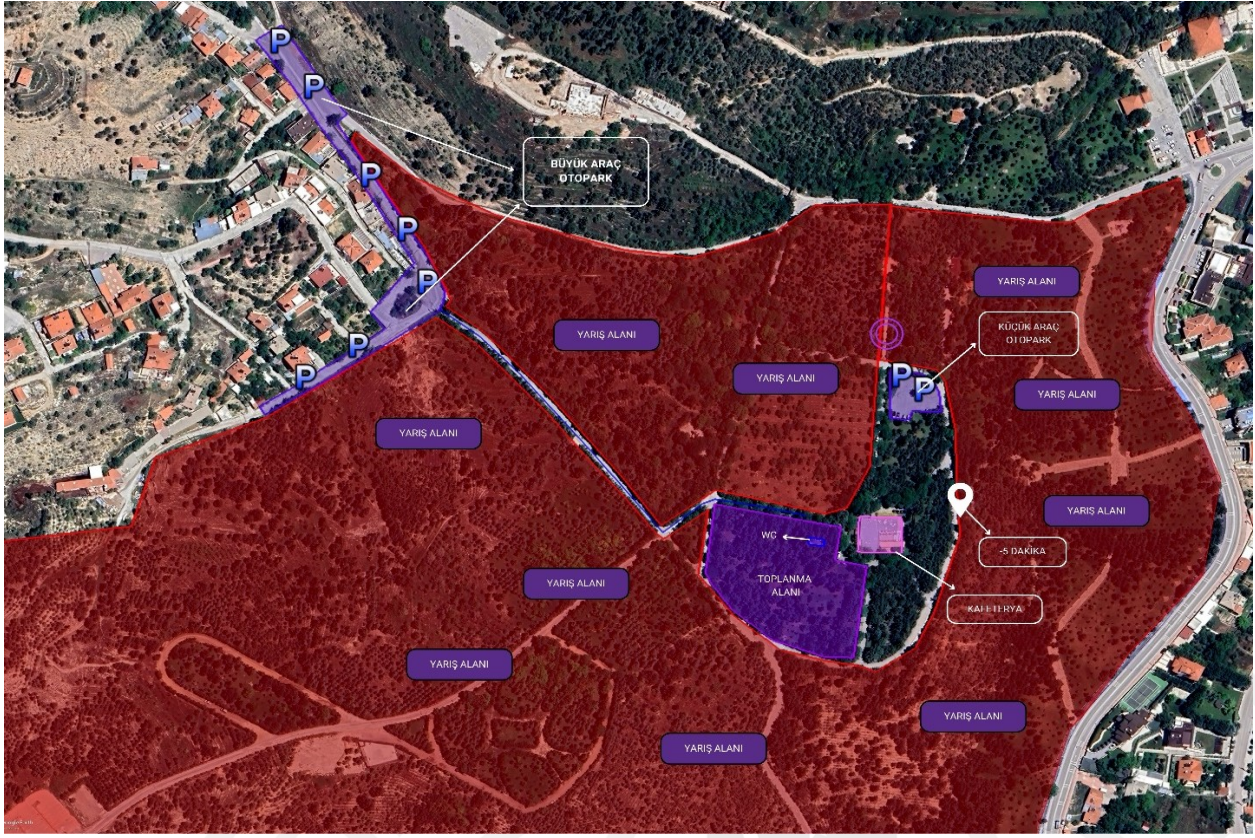 P
P
BÜYÜK ARAÇ
OTOPARK
P
P
P
YARIŞ ALANI
KÜÇÜK ARAÇ
OTOPARK
YARIŞ ALANI
P
P
P
P
YARIŞ ALANI
YARIŞ ALANI
YARIŞ ALANI
YARIŞ ALANI
WC
-5 DAKİKA
TOPLANMA
ALANI
YARIŞ ALANI
KAFETERYA
YARIŞ ALANI
YARIŞ ALANI
YARIŞ ALANI